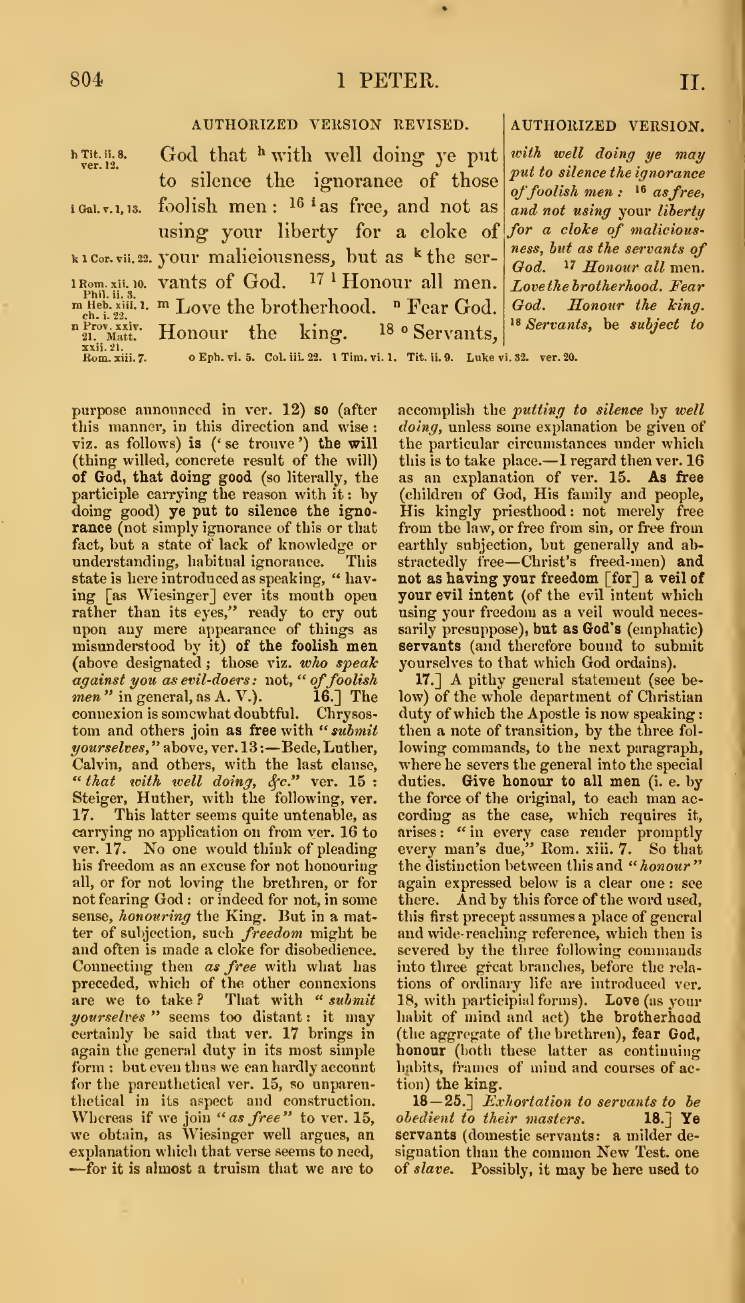 804
1 PETER.
II.
AUTHORIZED VERSION REVISED.
h Tit. ii. 8.
ver. 12.
i Gal. v. 1, 13.
k 1 Cor. vii. 22.
l Rom. xii. 10.
Phil. ii. 3.
m Heb. xiii. 1.
ch. i. 22.
n Prov. xxiv.
21. Matt.
xxii. 21.
Rom. xiii. 7.
God that h with well doing ye put
to silence the ignorance of those
foolish men : 16 i as free, and not as
using your liberty for a cloke of
your maliciousness, but as k the ser-
vants of God. 17 l Honour all men.
m Love the brotherhood. n Fear God.
Honour the king. 18 o Servants,
o Eph. vi. 5. Col. iii. 22. 1 Tim. vi. 1. Tit. ii. 9. Luke vi. 32. ver. 20.
AUTHORIZED VERSION.
with well doing ye may
put to silence the ignorance
of foolish men : 16 as free,
and not using your liberty
for a cloke of malicious-
ness, but as the servants of
God. 17 Honour all men.
Love the brotherhood. Fear
God. Honour the king.
18 Servants, be subject to
purpose announced in ver. 12) so (after
this manner, in this direction and wise :
viz. as follows) is (‘ se trouve ’) the will
(thing willed, concrete result of the will)
of God, that doing good (so literally, the
participle carrying the reason with it : by
doing good) ye put to silence the igno-
rance (not simply ignorance of this or that
fact, but a state of lack of knowledge or
understanding, habitual ignorance. This
state is here introduced as speaking, “ hav-
ing [as Wiesinger] ever its mouth open
rather than its eyes,” ready to cry out
upon any mere appearance of things as
misunderstood by it) of the foolish men
(above designated ; those viz. who speak
against you as evil-doers: not, “ of foolish
men ” in general, as A. V.). 16.] The
connexion is somewhat doubtful. Chrysos-
tom and others join as free with “ submit
yourselves,” above, ver. 13 :—Bede, Luther,
Calvin, and others, with the last clause,
“ that with well doing, &c.” ver. 15 :
Steiger, Huther, with the following, ver.
17. This latter seems quite untenable, as
carrying no application on from ver. 16 to
ver. 17. No one would think of pleading
his freedom as an excuse for not honouring
all, or for not loving the brethren, or for
not fearing God : or indeed for not, in some
sense, honouring the King. But in a mat-
ter of subjection, such freedom might be
and often is made a cloke for disobedience.
Connecting then as free with what has
preceded, which of the other connexions
are we to take ? That with “ submit
yourselves ” seems too distant : it may
certainly be said that ver. 17 brings in
again the general duty in its most simple
form : but even thus we can hardly account
for the parenthetical ver. 15, so unparen-
thetical in its aspect and construction.
Whereas if we join “ as free ” to ver. 15,
we obtain, as Wiesinger well argues, an
explanation which that verse seems to need,
—for it is almost a truism that we are to
accomplish the putting to silence by well
doing, unless some explanation be given of
the particular circumstances under which
this is to take place.—I regard then ver. 16
as an explanation of ver. 15. As free
(children of God, His family and people,
His kingly priesthood : not merely free
from the law, or free from sin, or free from
earthly subjection, but generally and ab-
stractedly free—Christ’s freed-men) and
not as having your freedom [for] a veil of
your evil intent (of the evil intent which
using your freedom as a veil would neces-
sarily presuppose), but as God’s (emphatic)
servants (and therefore bound to submit
yourselves to that which God ordains).
17.] A pithy general statement (see be-
low) of the whole department of Christian
duty of which the Apostle is now speaking :
then a note of transition, by the three fol-
lowing commands, to the next paragraph,
where he severs the general into the special
duties. Give honour to all men (i. e. by
the force of the original, to each man ac-
cording as the case, which requires it,
arises : “ in every case render promptly
every man’s due,” Rom. xiii. 7. So that
the distinction between this and “ honour ”
again expressed below is a clear one : see
there. And by this force of the word used,
this first precept assumes a place of general
and wide-reaching reference, which then is
severed by the three following commands
into three great branches, before the rela-
tions of ordinary life are introduced ver.
18, with participial forms). Love (as your
habit of mind and act) the brotherhood
(the aggregate of the brethren), fear God,
honour (both these latter as continuing
habits, frames of mind and courses of ac-
tion) the king.
18—25.] Exhortation to servants to be
obedient to their masters. 18.] Ye
servants (domestic servants : a milder de-
signation than the common New Test. one
of slave. Possibly, it may be here used to